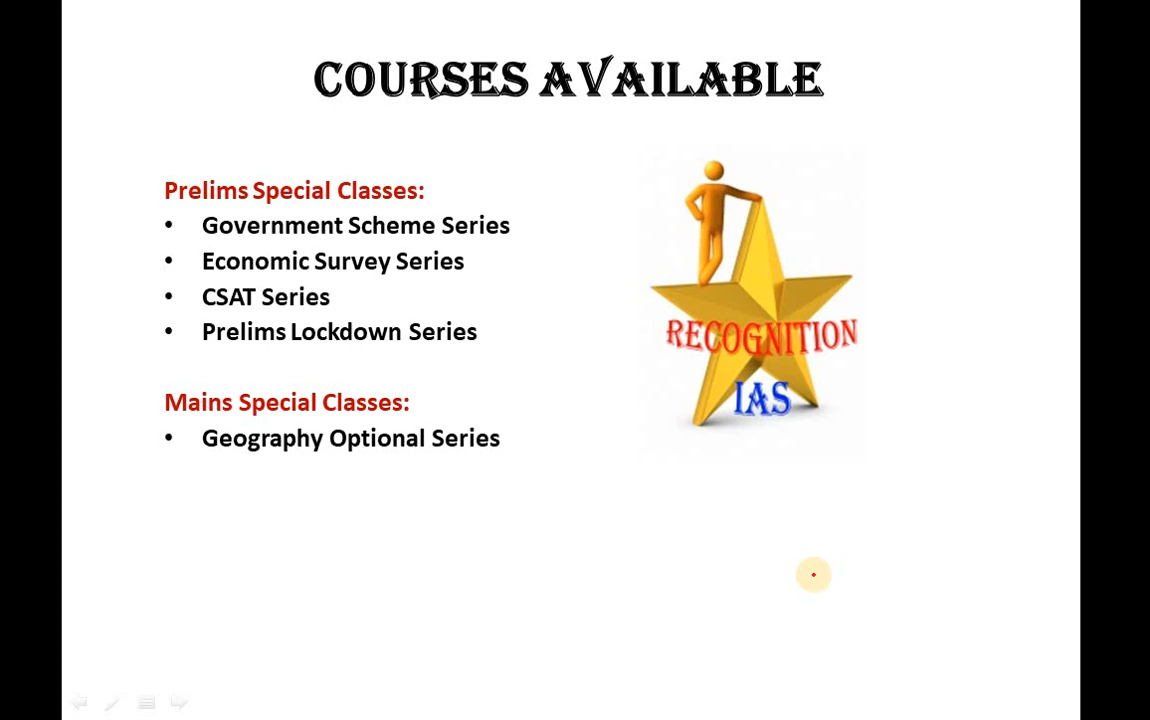 COURSES AVAILABLE
Prelims Special Classes:
• Government Scheme Series
• Economic Survey Series
• CSAT Series
• Prelims Lockdown Series
Mains Special Classes:
• Geography Optional Series
RECOGNITION
IAS